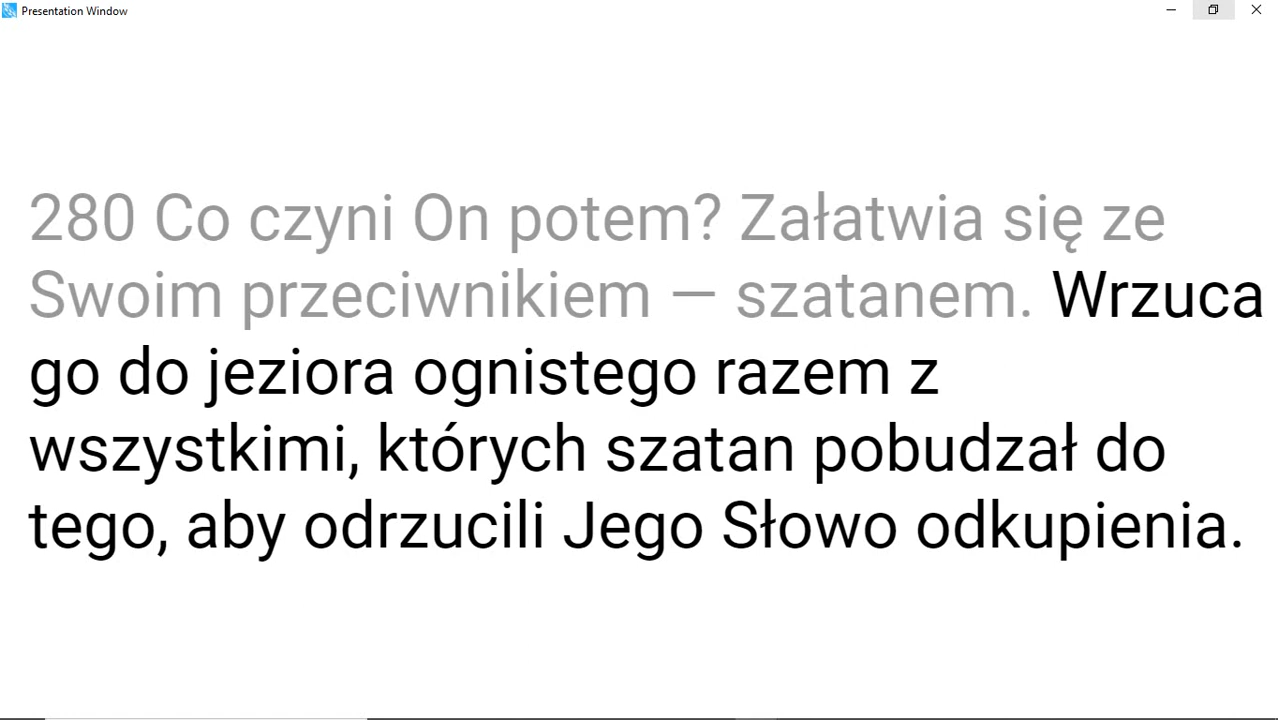 Presentation Window
280 Co czyni On potem? Załatwia się ze
Swoim przeciwnikiem — szatanem. Wrzuca
go do jeziora ognistego razem z
wszystkimi, których szatan pobudzał do
tego, aby odrzucili Jego Słowo odkupienia.